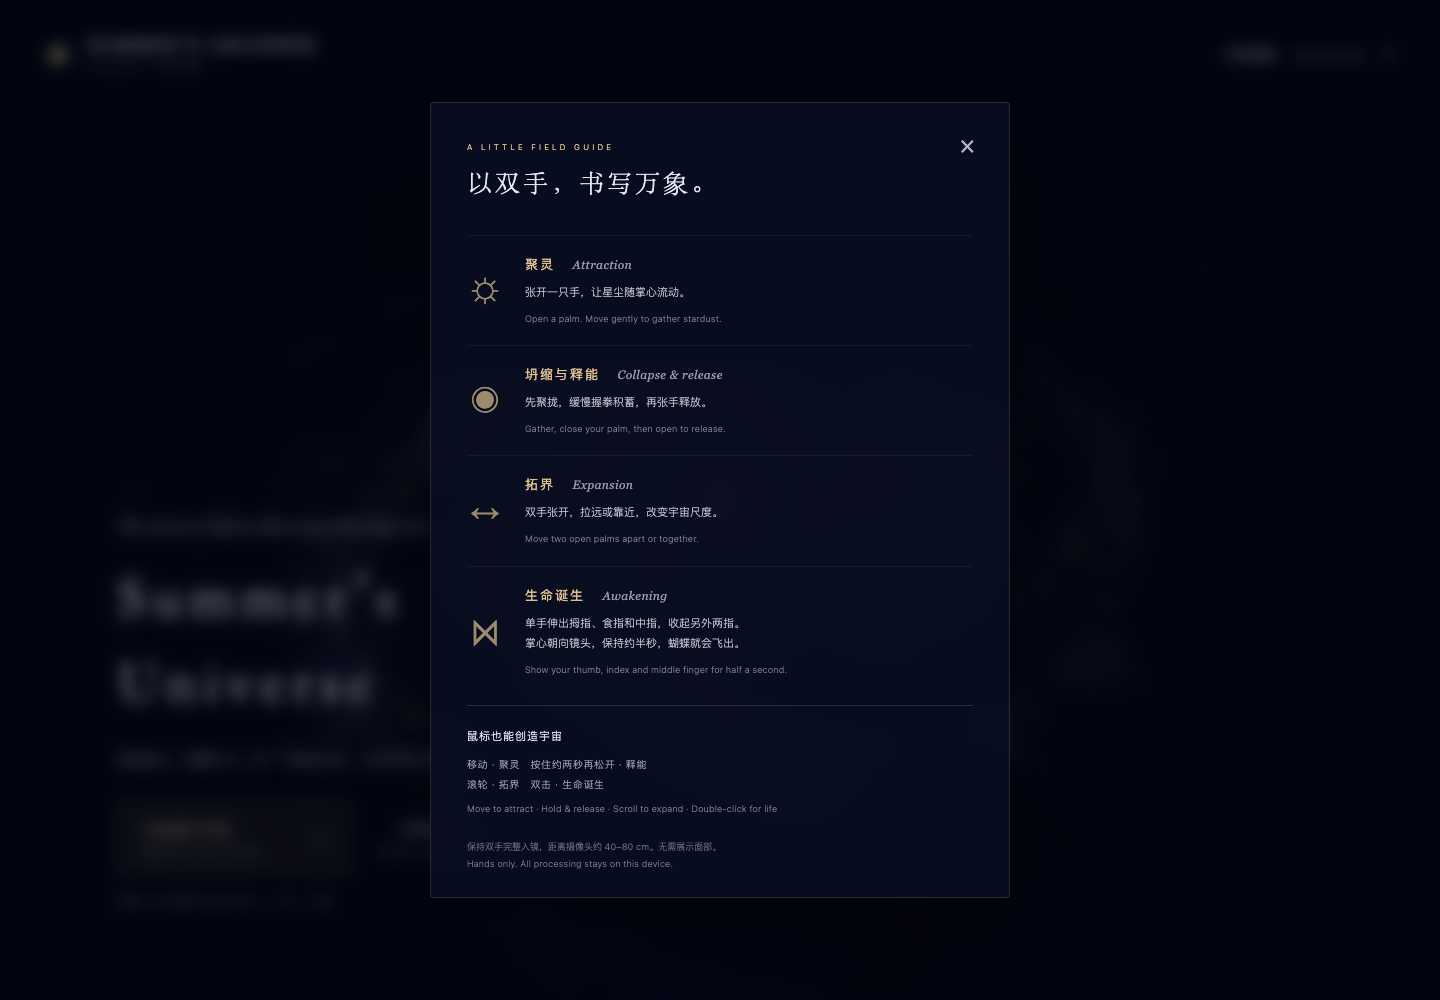 A LITTLE FIELD GUIDE
以双手，书写万象。
聚灵 Attraction
张开一只手，让星尘随掌心流动。
Open a palm. Move gently to gather stardust.
坍缩与释能 Collapse & release
先聚拢，缓慢握拳积蓄，再张手释放。
Gather, close your palm, then open to release.
拓界 Expansion
双手张开，拉远或靠近，改变宇宙尺度。
Move two open palms apart or together.
生命诞生 Awakening
单手伸出拇指、食指和中指，收起另外两指。
掌心朝向镜头，保持约半秒，蝴蝶就会飞出。
Show your thumb, index and middle finger for half a second.
鼠标也能创造宇宙
移动 · 聚灵 按住约两秒再松开 · 释能
滚轮 · 拓界 双击 · 生命诞生
Move to attract · Hold & release · Scroll to expand · Double-click for life
保持双手完整入镜，距离摄像头约 40–80 cm。无需展示面部。
Hands only. All processing stays on this device.
Summer's
Universe